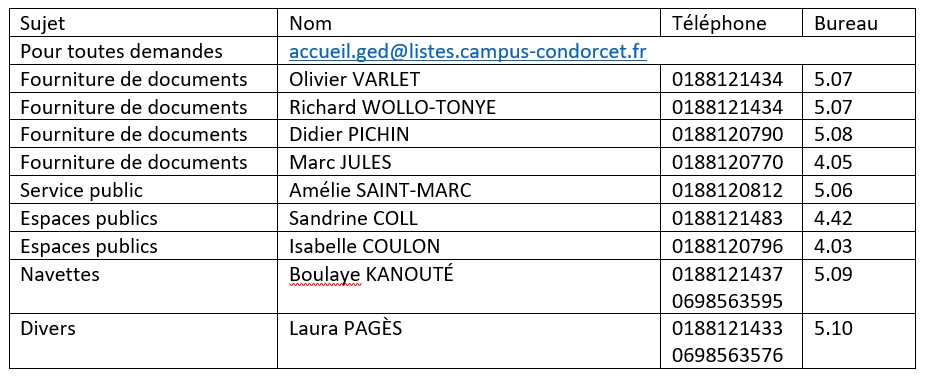 Sujet Nom Téléphone Bureau
Pour toutes demandes accueil.ged@listes.campus-condorcet.fr
Fourniture de documents Olivier VARLET 0188121434 5.07
Fourniture de documents Richard WOLLO-TONYE 0188121434 5.07
Fourniture de documents Didier PICHIN 0188120790 5.08
Fourniture de documents Marc JULES 0188120770 4.05
Service public Amélie SAINT-MARC 0188120812 5.06
Espaces publics Sandrine COLL 0188121483 4.42
Espaces publics Isabelle COULON 0188120796 4.03
Navettes Boulaye KANOUTÉ 0188121437 5.09
0698563595
Divers Laura PAGÈS 0188121433 5.10
0698563576